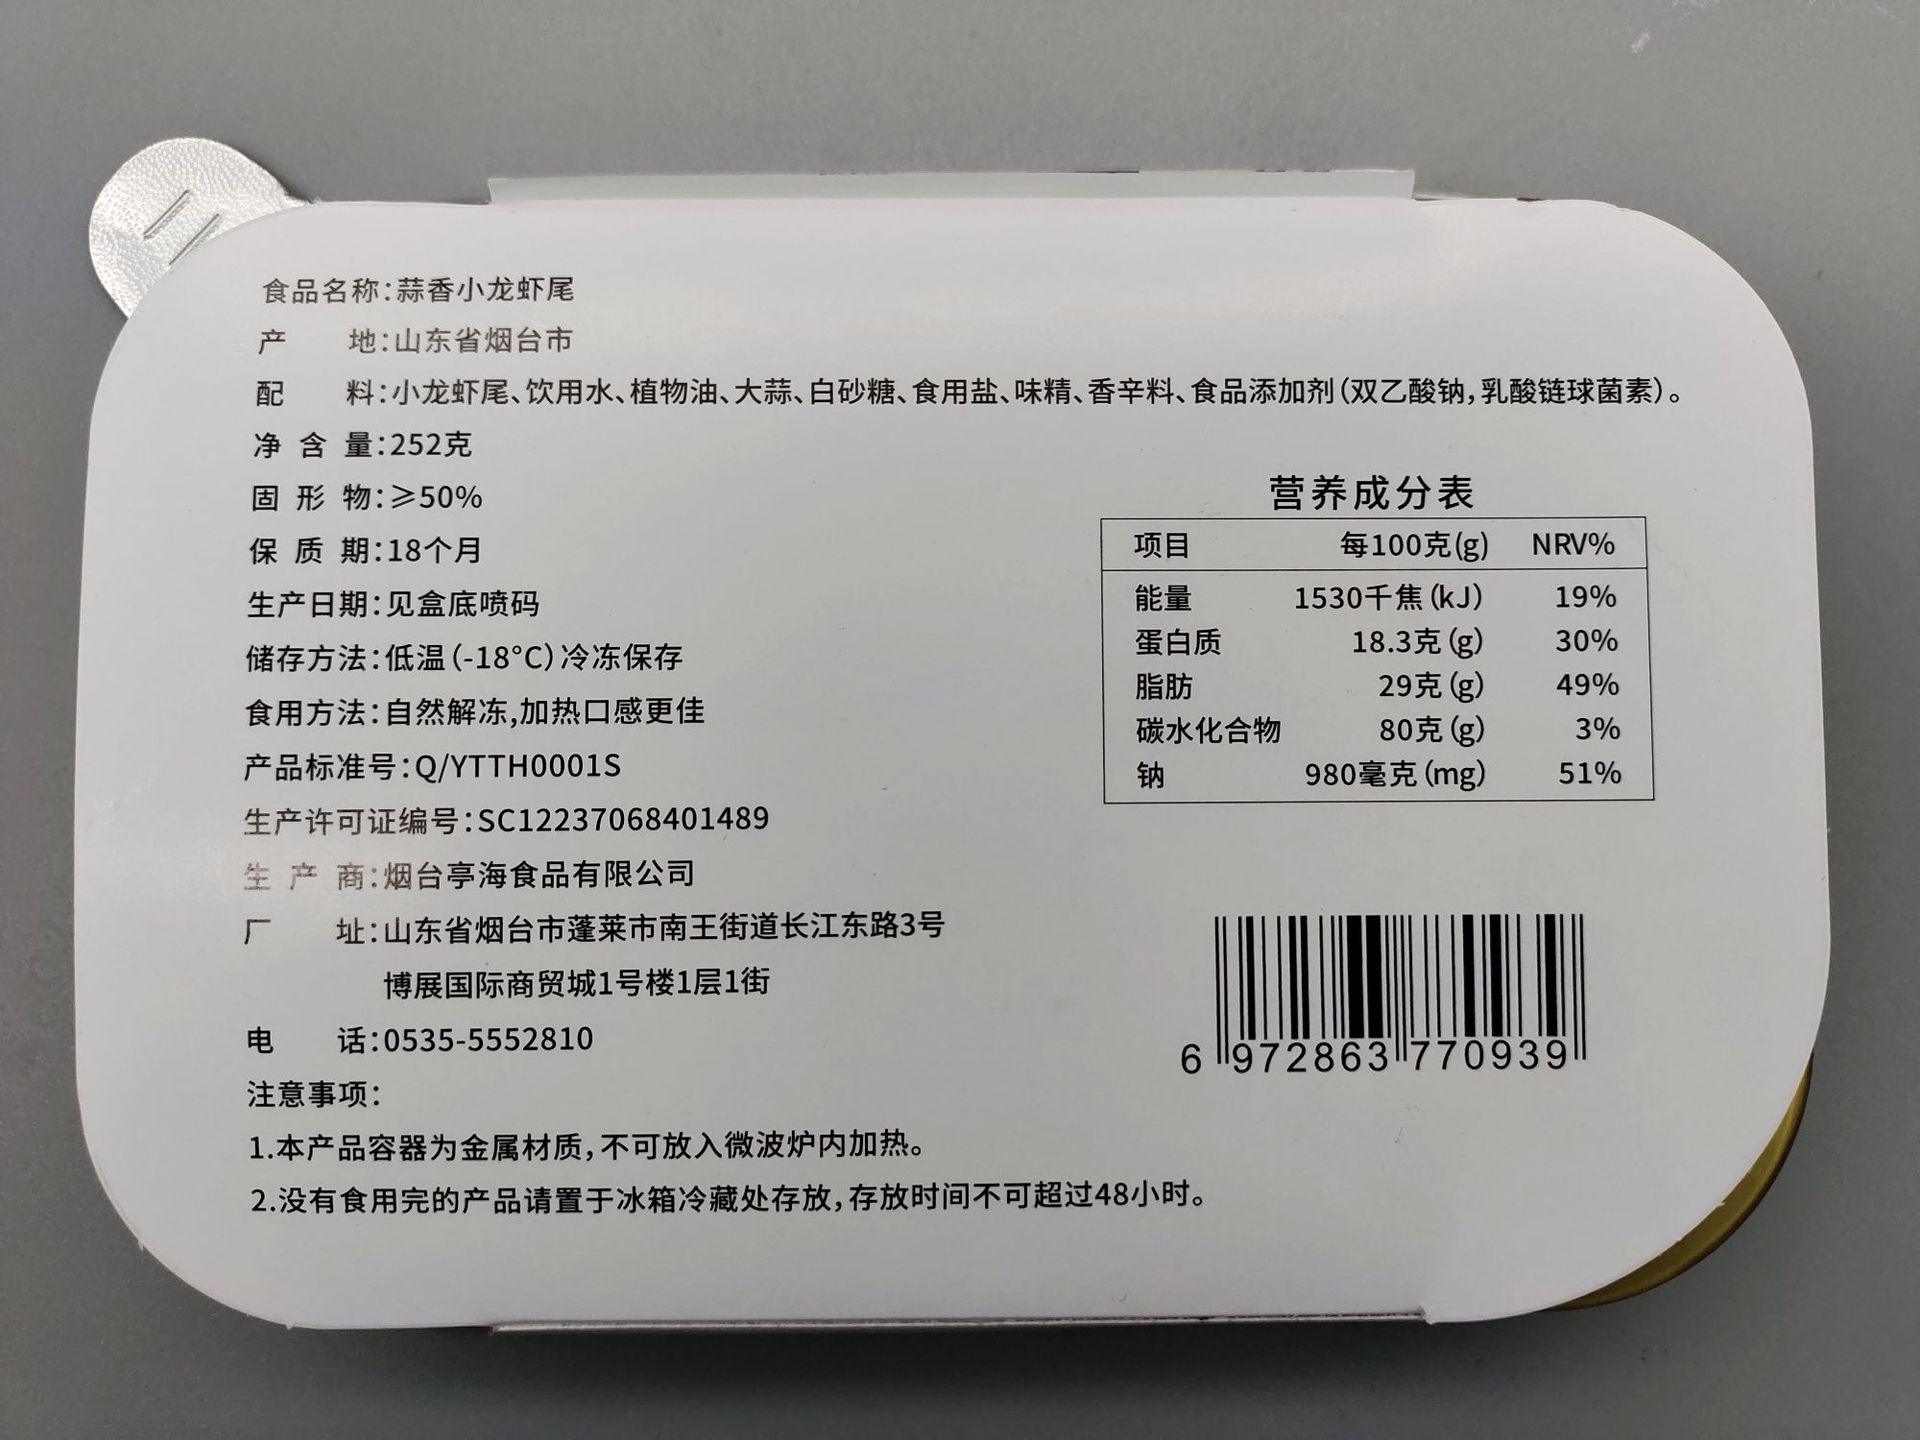 食品名称:蒜香小龙虾尾
产 地:山东省烟台市
配 料:小龙虾尾、饮用水、植物油、大蒜、白砂糖、食用盐、味精、香辛料、食品添加剂(双乙酸钠,乳酸链球菌素)。
净含量:252克
固形物:≥50%
保质期:18个月
生产日期:见盒底喷码
储存方法:低温(-18°C)冷冻保存
食用方法:自然解冻,加热口感更佳
产品标准号:Q/YTTH0001S
生产许可证编号:SC12237068401489
生产商:烟台亭海食品有限公司
厂 址:山东省烟台市蓬莱市南王街道长江东路3号
博展国际商贸城1号楼1层1街
电 话:0535-5552810
注意事项:
1.本产品容器为金属材质,不可放入微波炉内加热。
2.没有食用完的产品请置于冰箱冷藏处存放,存放时间不可超过48小时。
营养成分表
项目 每100克(g) NRV%
能量 1530千焦(kJ) 19%
蛋白质 18.3克(g) 30%
脂肪 29克(g) 49%
碳水化合物 80克(g) 3%
钠 980毫克(mg) 51%
6 972863 770939